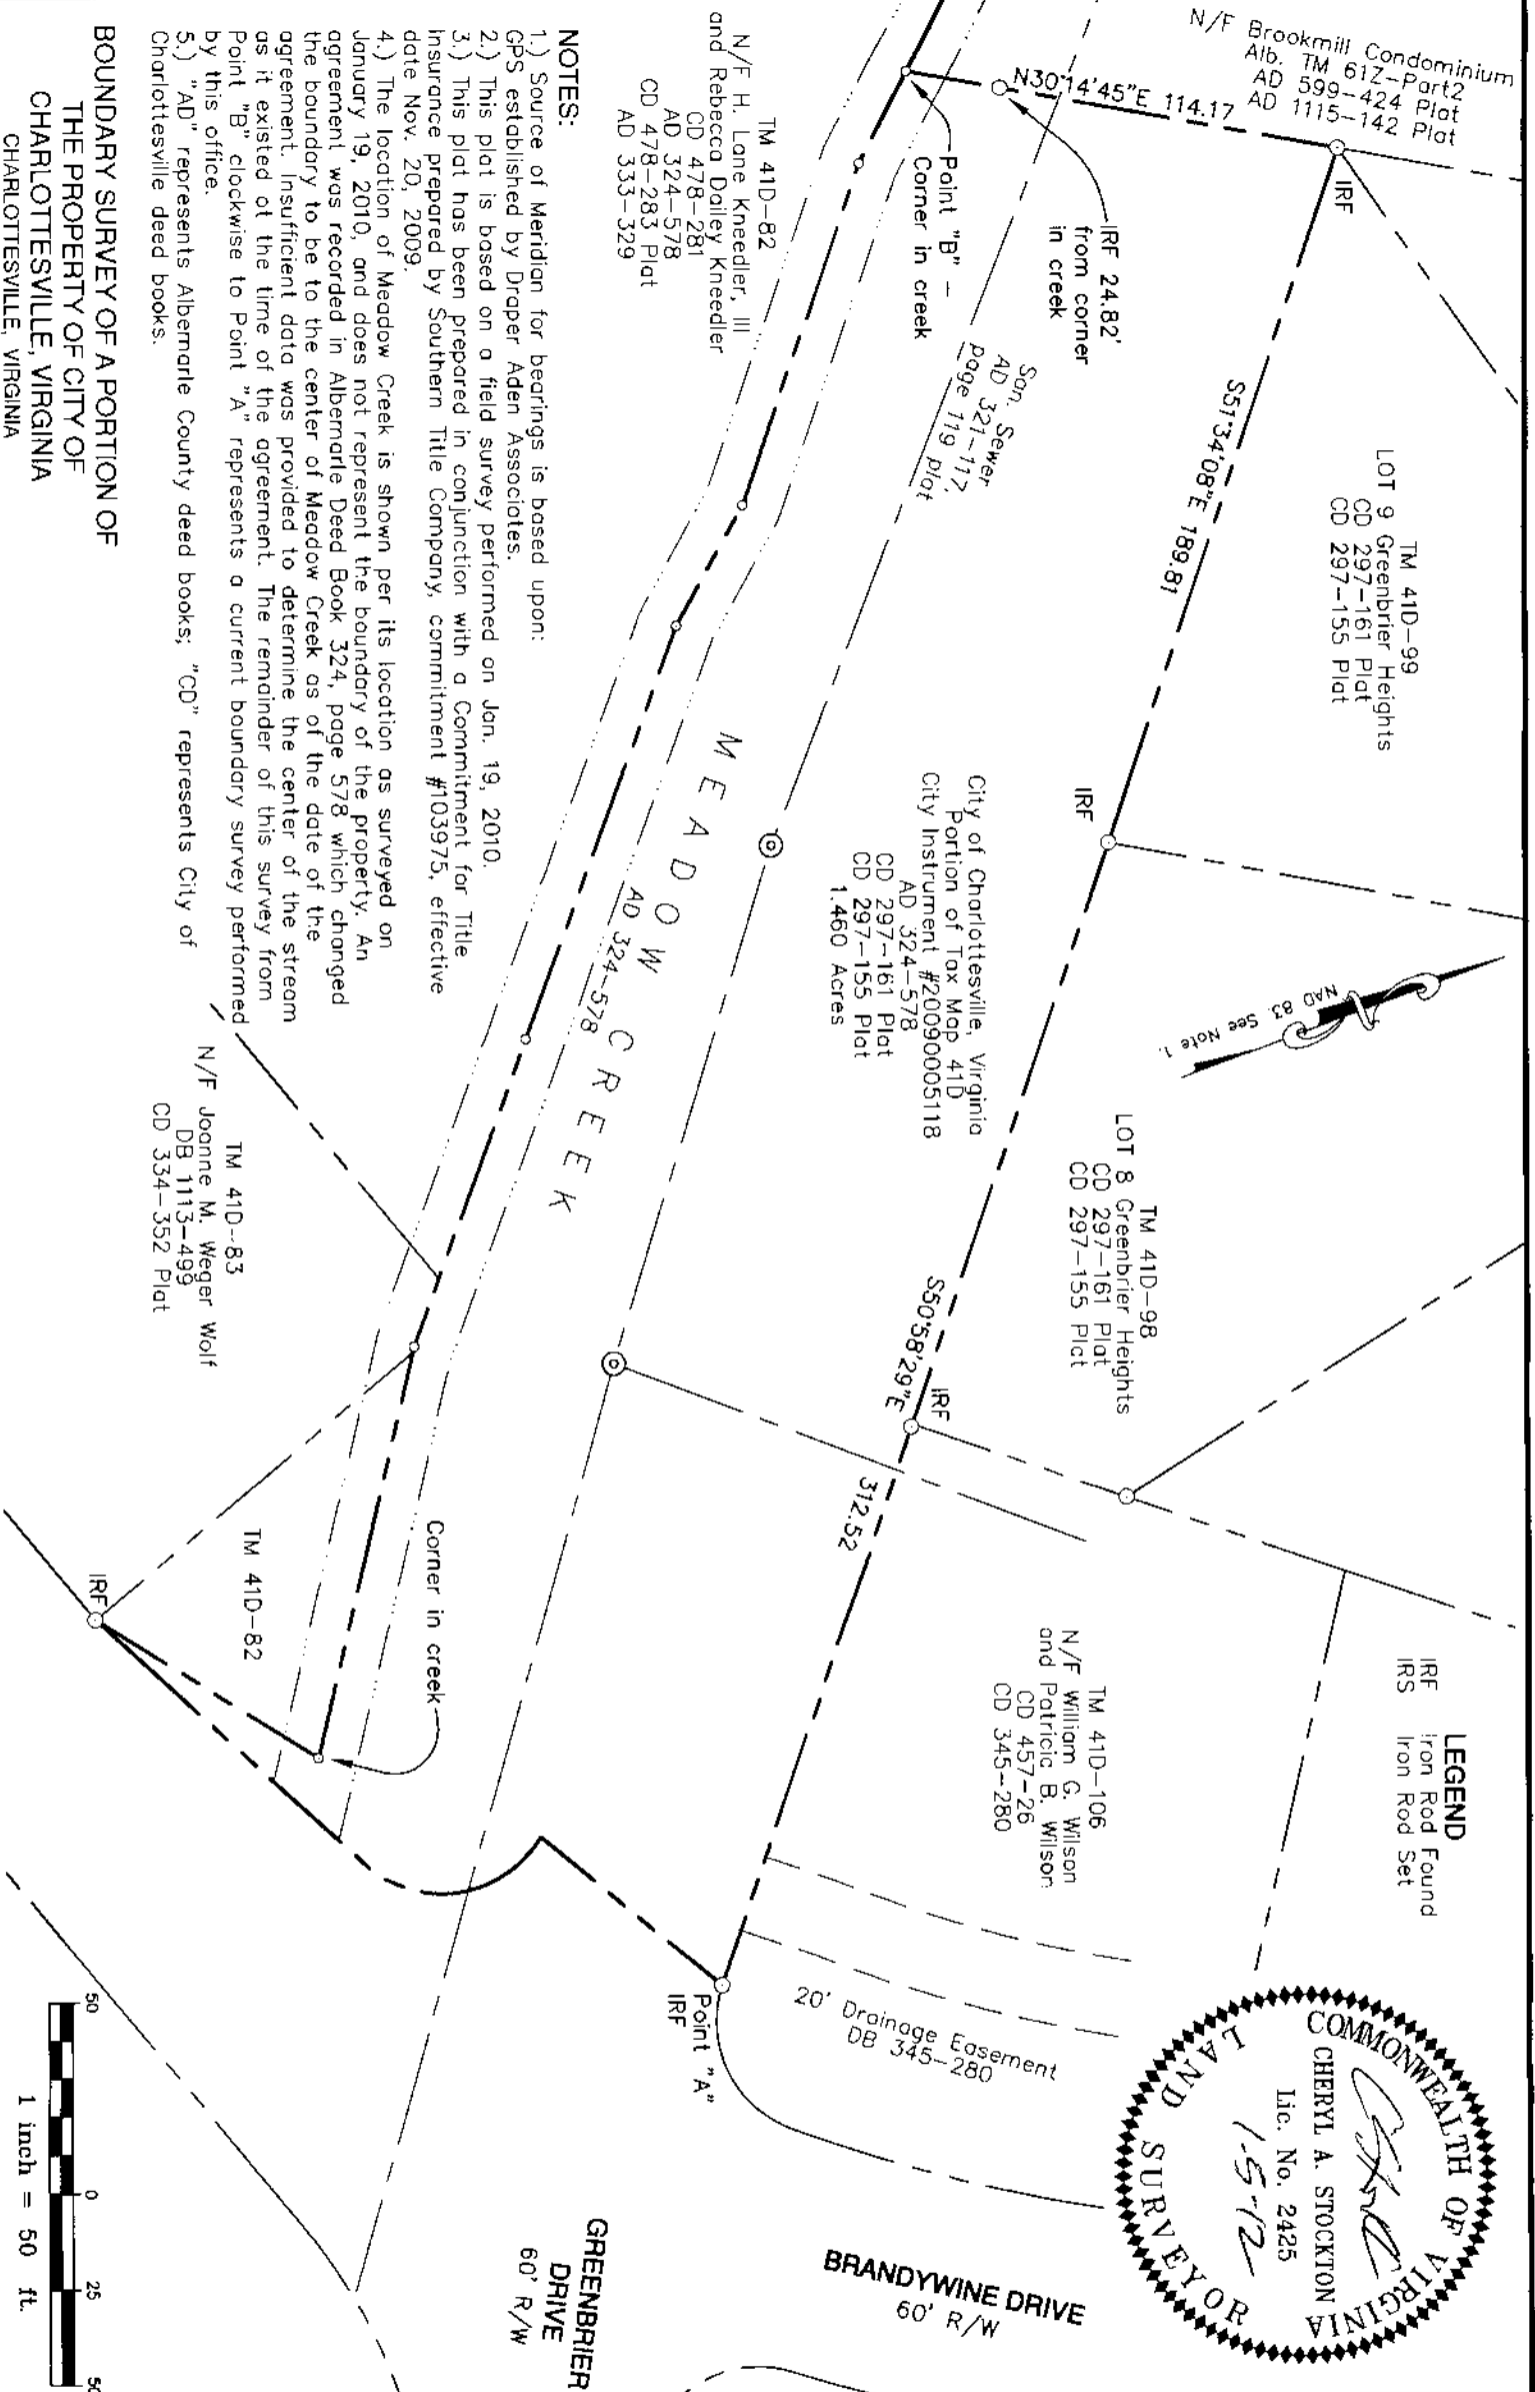 N/F Brookmill Condominium
Alb. TM 61Z-Part2
AD 599-424 Plat
AD 1115-142 Plat
N30°14'45"E 114.17
IRF
IRF 24.82'
from corner
in creek
Point "B" –
Corner in creek
S51°34'08"E 189.81
TM 41D-99
LOT 9 Greenbrier Heights
CD 297-161 Plat
CD 297-155 Plat
IRF
NAD 83. See Note 1.
TM 41D-98
LOT 8 Greenbrier Heights
CD 297-161 Plat
CD 297-155 Plat
S50°58'29"E
312.52
IRF
LEGEND
IRF Iron Rod Found
IRS Iron Rod Set
TM 41D-106
N/F William G. Wilson
and Patricia B. Wilson
CD 457-26
CD 345-280
COMMONWEALTH OF VIRGINIA
CHERYL A. STOCKTON
Lic. No. 2425
1-5-12
LAND SURVEYOR
20' Drainage Easement
DB 345-280
Point "A"
IRF
BRANDYWINE DRIVE
60' R/W
GREENBRIER
DRIVE
60' R/W
San. Sewer
AD 321-117,
Page 119 plat
City of Charlottesville, Virginia
Portion of Tax Map 41D
City Instrument #200900005118
AD 324-578
CD 297-161 Plat
CD 297-155 Plat
1.460 Acres
MEADOW CREEK
AD 324-578
TM 41D-82
N/F H. Lane Kneedler, III
and Rebecca Dailey Kneedler
CD 478-281
AD 324-578
CD 478-283 Plat
AD 333-329
Corner in creek
TM 41D-82
IRF
TM 41D-83
N/F Joanne M. Weger Wolf
DB 1113-499
CD 334-352 Plat
NOTES:
1.) Source of Meridian for bearings is based upon:
GPS established by Draper Aden Associates.
2.) This plat is based on a field survey performed on Jan. 19, 2010.
3.) This plat has been prepared in conjunction with a Commitment for Title
Insurance prepared by Southern Title Company, commitment #103975, effective
date Nov. 20, 2009.
4.) The location of Meadow Creek is shown per its location as surveyed on
January 19, 2010, and does not represent the boundary of the property. An
agreement was recorded in Albemarle Deed Book 324, page 578 which changed
the boundary to be to the center of Meadow Creek as of the date of the
agreement. Insufficient data was provided to determine the center of the stream
as it existed at the time of the agreement. The remainder of this survey from
Point "B" clockwise to Point "A" represents a current boundary survey performed
by this office.
5.) "AD" represents Albemarle County deed books; "CD" represents City of
Charlottesville deed books.
BOUNDARY SURVEY OF A PORTION OF
THE PROPERTY OF CITY OF
CHARLOTTESVILLE, VIRGINIA
CHARLOTTESVILLE, VIRGINIA
50 0 25 50
1 inch = 50 ft.